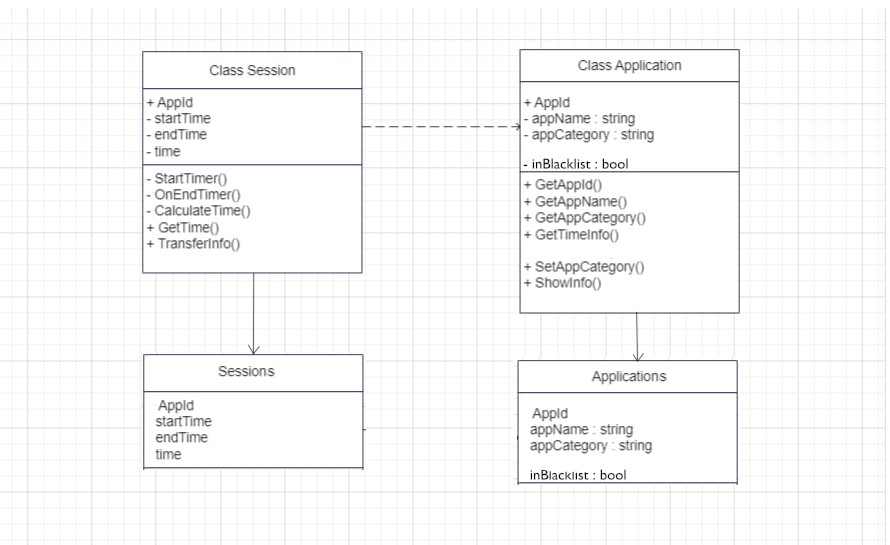 Class Session
+ AppId
- startTime
- endTime
- time
- StartTimer()
- OnEndTimer()
- CalculateTime()
+ GetTime()
+ TransferInfo()
Class Application
+ AppId
- appName : string
- appCategory : string
- inBlacklist : bool
+ GetAppId()
+ GetAppName()
+ GetAppCategory()
+ GetTimeInfo()
+ SetAppCategory()
+ ShowInfo()
Sessions
AppId
startTime
endTime
time
Applications
AppId
appName : string
appCategory : string
inBlacklist : bool